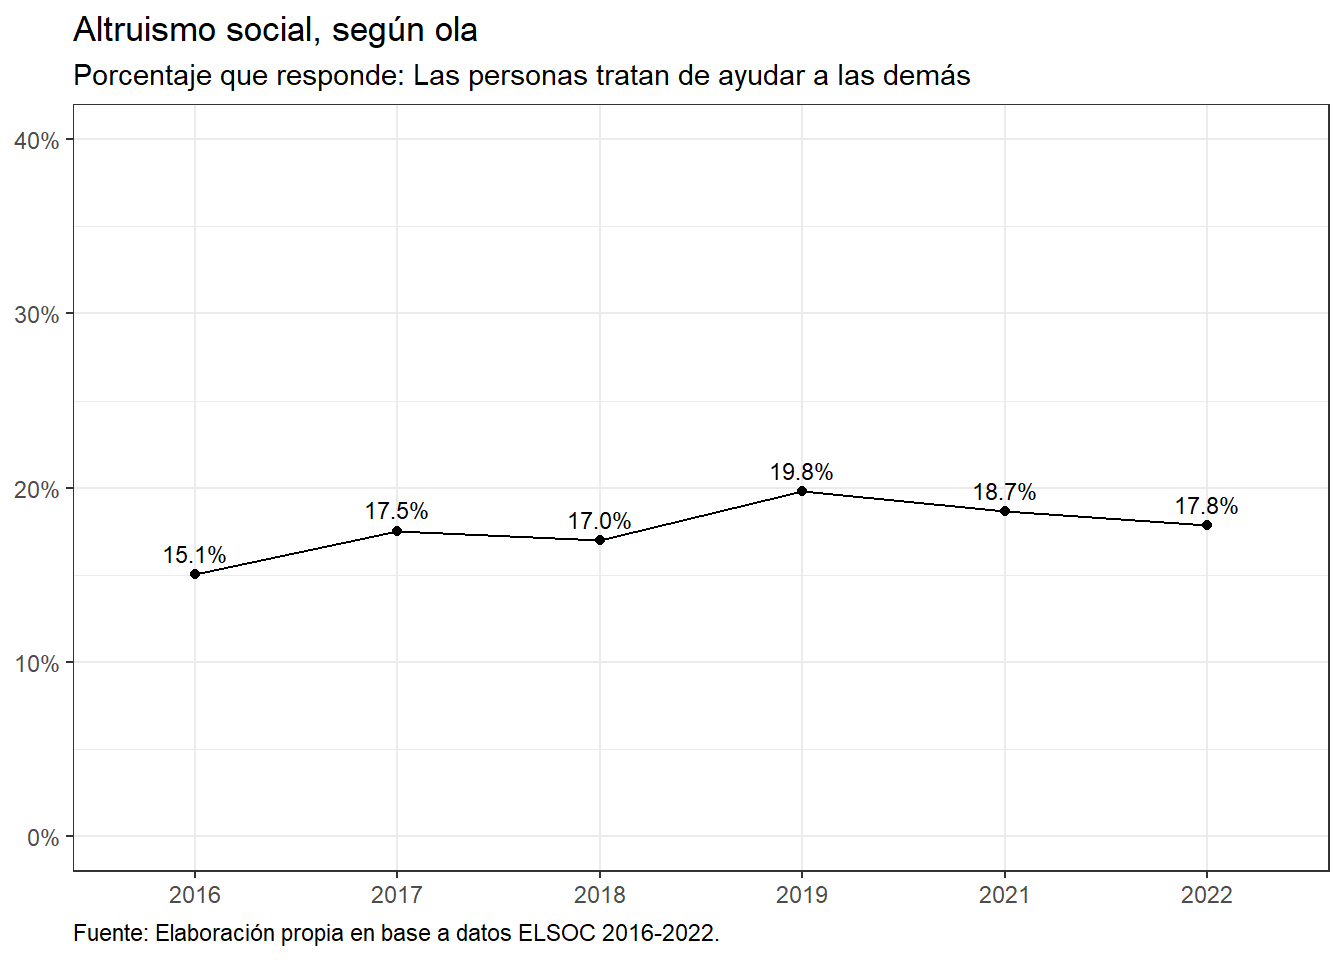 Altruismo social, según ola
Porcentaje que responde: Las personas tratan de ayudar a las demás
40%
30%
20%
10%
0%
15.1%
17.5%
17.0%
19.8%
18.7%
17.8%
2016 2017 2018 2019 2021 2022
Fuente: Elaboración propia en base a datos ELSOC 2016-2022.